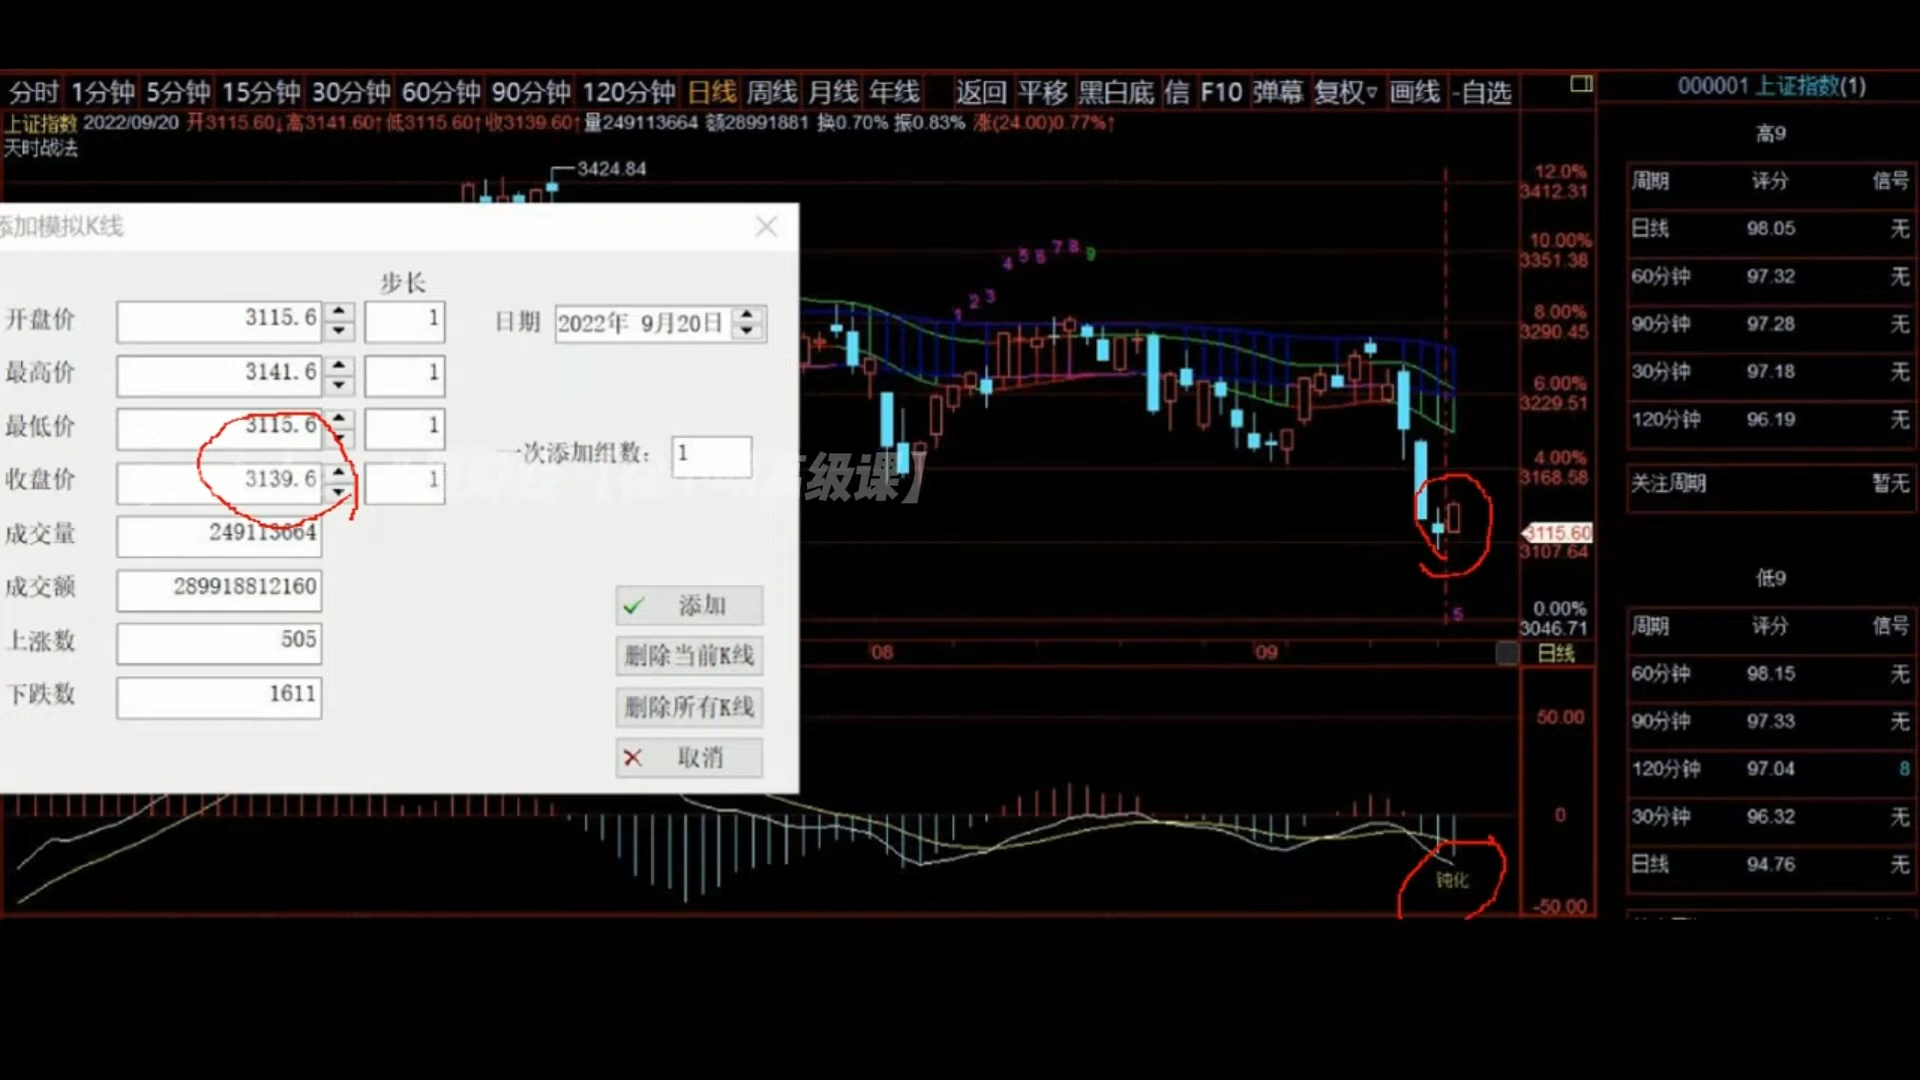 分时 1分钟 5分钟 15分钟 30分钟 60分钟 90分钟 120分钟 日线 周线 月线 年线 返回 平移 黑白底 信 F10 弹幕 复权 画线 -自选
000001 上证指数(1)
上证指数 2022/09/20 开3115.60↓高3141.60↑低3115.60↑收3139.60↑量249113664 额28991881 换0.70% 振0.83% 涨(24.00)0.77%↑
天时战法
3424.84
添加模拟K线
步长
开盘价 3115.6 1 日期 2022年 9月20日
最高价 3141.6 1
最低价 3115.6 1
一次添加组数: 1
收盘价 3139.6 1
级课】
成交量 249113664
成交额 289918812160
添加
上涨数 505
删除当前K线
下跌数 1611
删除所有K线
取消
1 2 3 4 5 6 7 8 9
5
12.0%
3412.31
10.00%
3351.38
8.00%
3290.45
6.00%
3229.51
4.00%
3168.58
3115.60
3107.64
0.00%
3046.71
08 09 日线
50.00
0
-50.00
钝化
高9
周期 评分 信号
日线 98.05 无
60分钟 97.32 无
90分钟 97.28 无
30分钟 97.18 无
120分钟 96.19 无
关注周期 暂无
低9
周期 评分 信号
60分钟 98.15 无
90分钟 97.33 无
120分钟 97.04 8
30分钟 96.32 无
日线 94.76 无